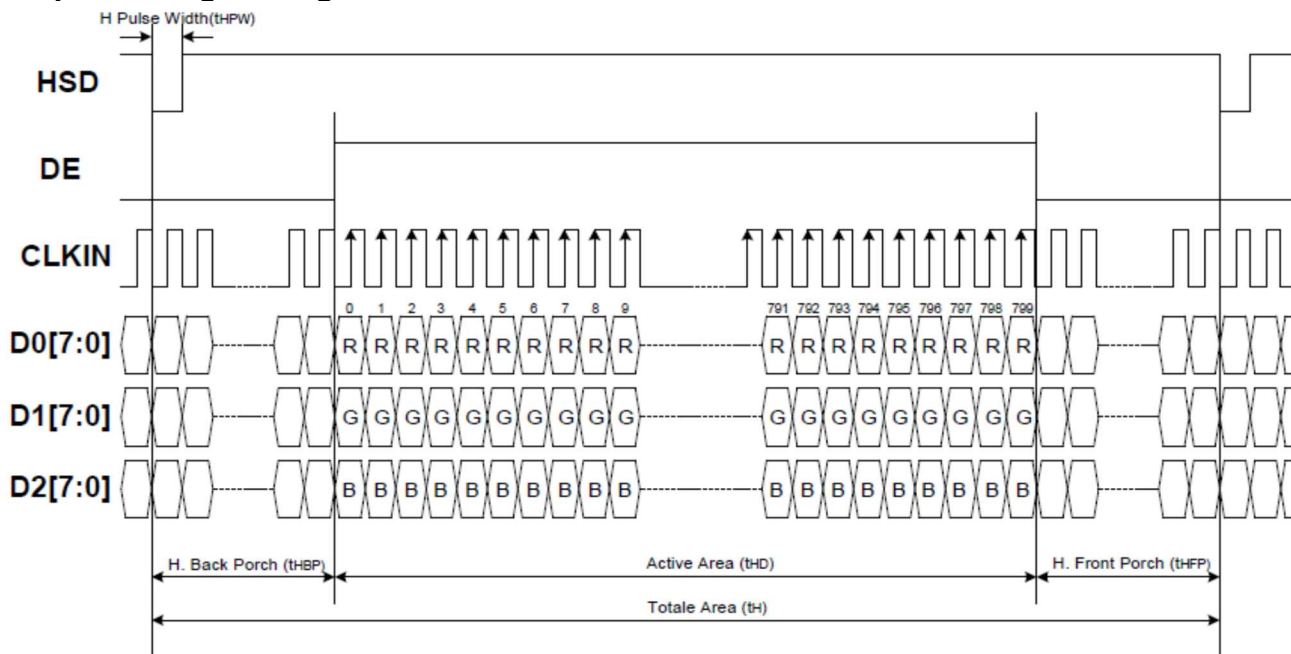 H Pulse Width(tHPW)
HSD
DE
CLKIN
0 1 2 3 4 5 6 7 8 9 791 792 793 794 795 796 797 798 799
D0[7:0] R R R R R R R R R R R R R R R R R R R
D1[7:0] G G G G G G G G G G G G G G G G G G G
D2[7:0] B B B B B B B B B B B B B B B B B B B
H. Back Porch (tHBP) Active Area (tHD) H. Front Porch (tHFP)
Totale Area (tH)